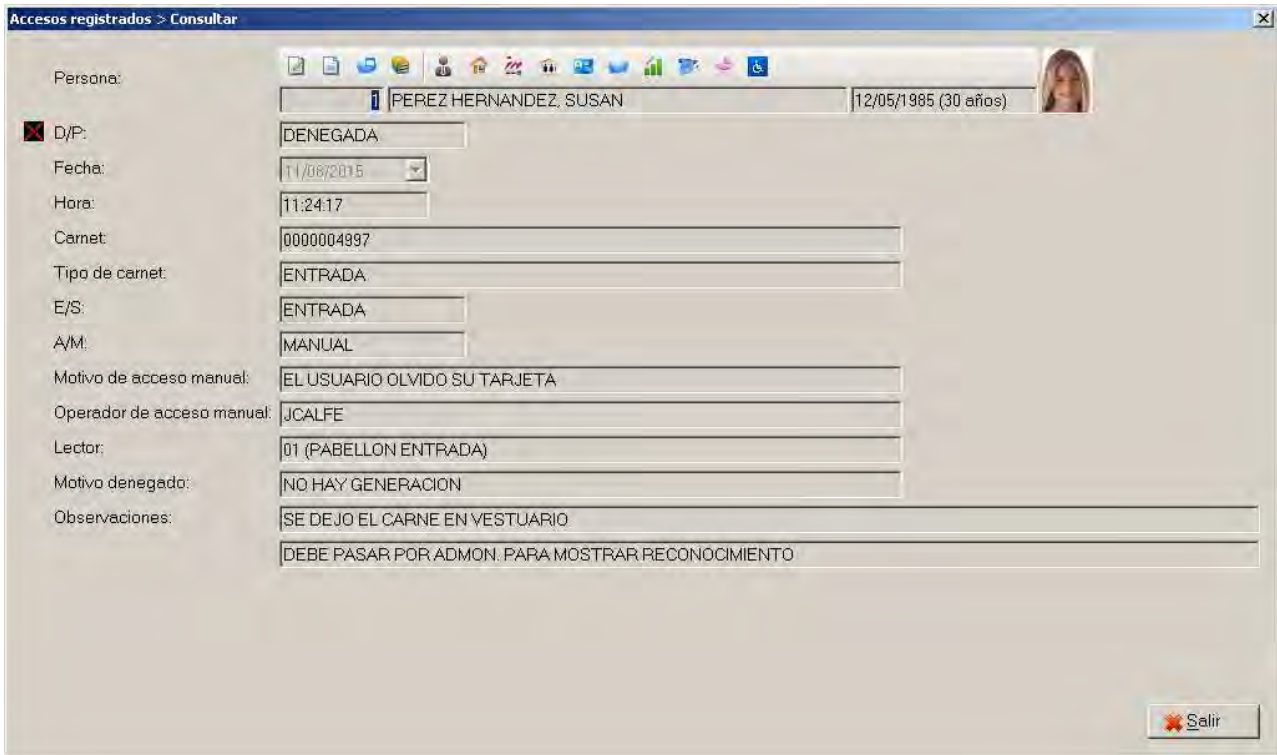 Accesos registrados > Consultar
Persona:
1 PEREZ HERNANDEZ, SUSAN 12/05/1985 (30 años)
D/P: DENEGADA
Fecha: 11/08/2015
Hora: 11:24:17
Carnet: 0000004997
Tipo de carnet: ENTRADA
E/S: ENTRADA
A/M: MANUAL
Motivo de acceso manual: EL USUARIO OLVIDO SU TARJETA
Operador de acceso manual: JCALFE
Lector: 01 (PABELLON ENTRADA)
Motivo denegado: NO HAY GENERACION
Observaciones: SE DEJO EL CARNE EN VESTUARIO
DEBE PASAR POR ADMON. PARA MOSTRAR RECONOCIMIENTO
Salir